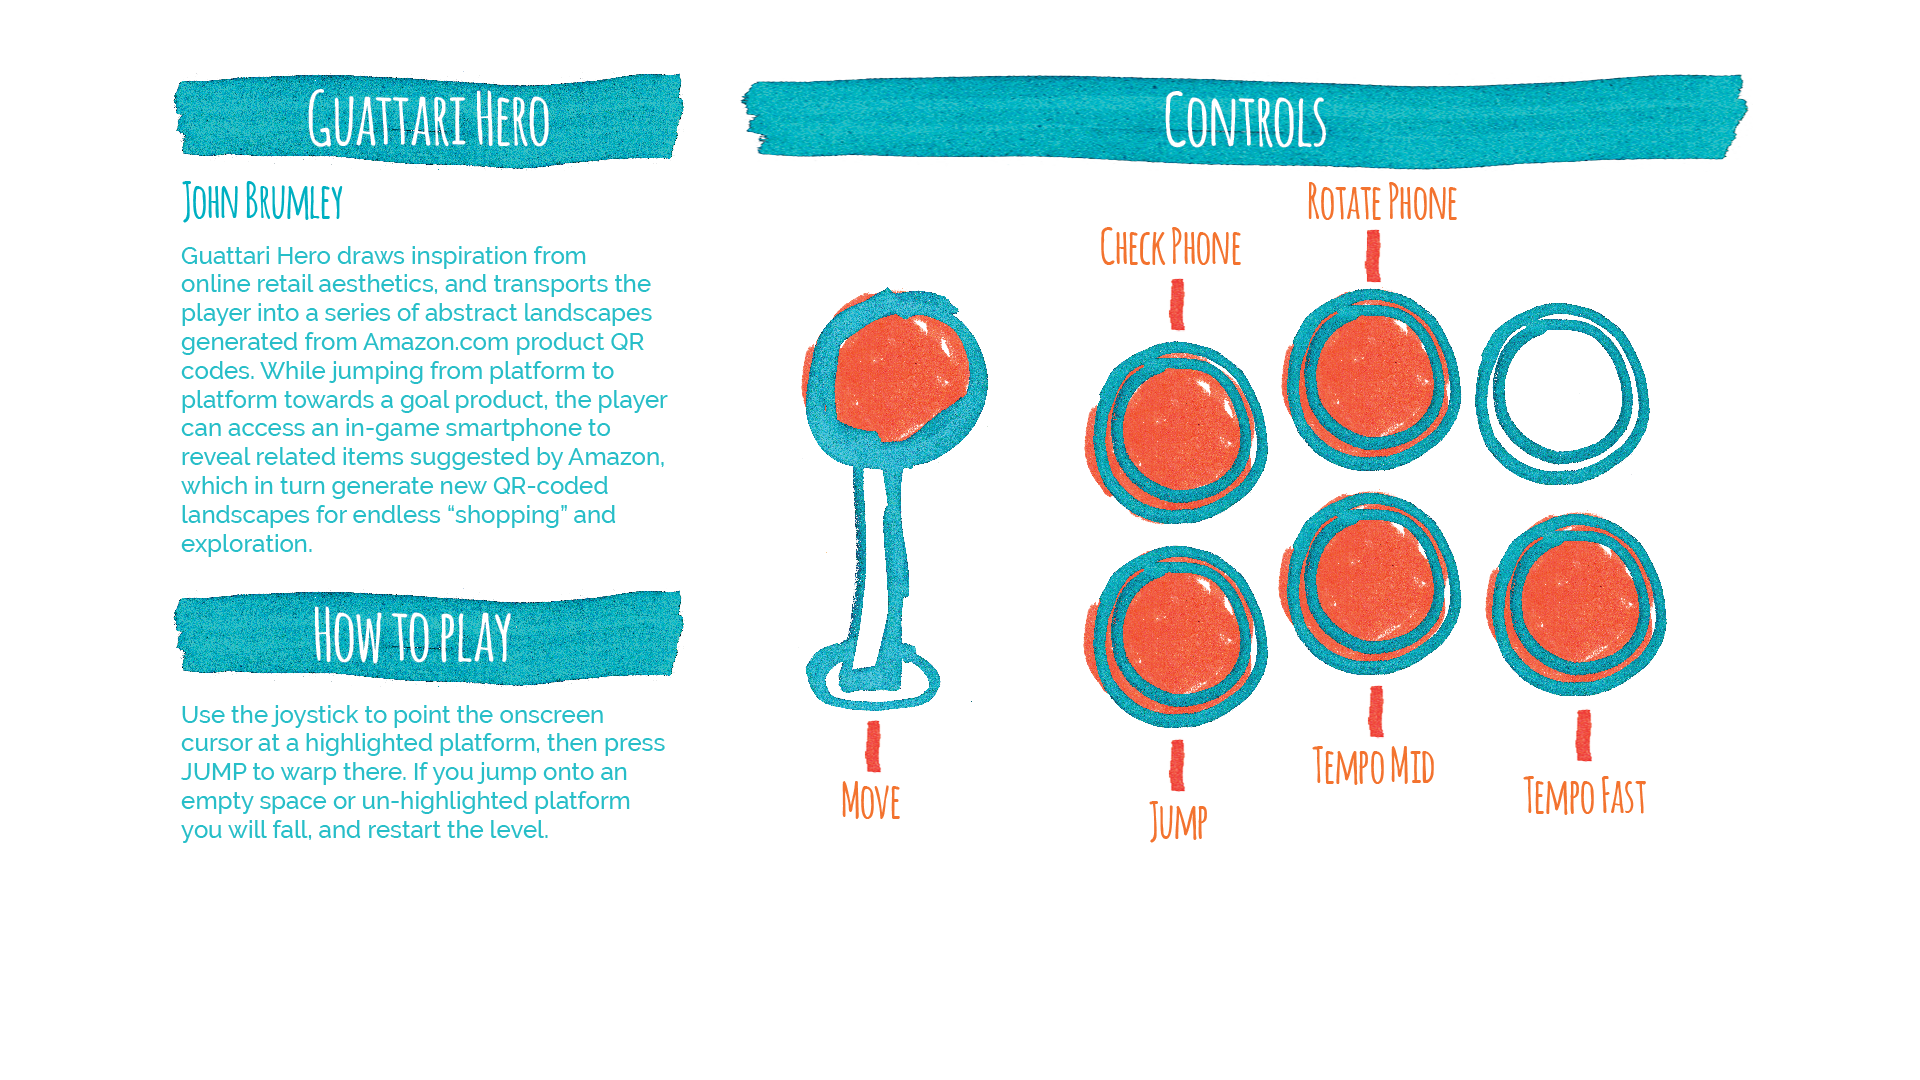 Guattari Hero
John Brumley
Guattari Hero draws inspiration from
online retail aesthetics, and transports the
player into a series of abstract landscapes
generated from Amazon.com product QR
codes. While jumping from platform to
platform towards a goal product, the player
can access an in-game smartphone to
reveal related items suggested by Amazon,
which in turn generate new QR-coded
landscapes for endless “shopping” and
exploration.
How to play
Use the joystick to point the onscreen
cursor at a highlighted platform, then press
JUMP to warp there. If you jump onto an
empty space or un-highlighted platform
you will fall, and restart the level.
Controls
Rotate Phone
Check Phone
Move
Jump
Tempo Mid
Tempo Fast